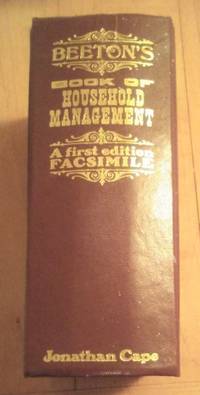 BEETON'S
BOOK OF
HOUSEHOLD
MANAGEMENT
A first edition
FACSIMILE
Jonathan Cape